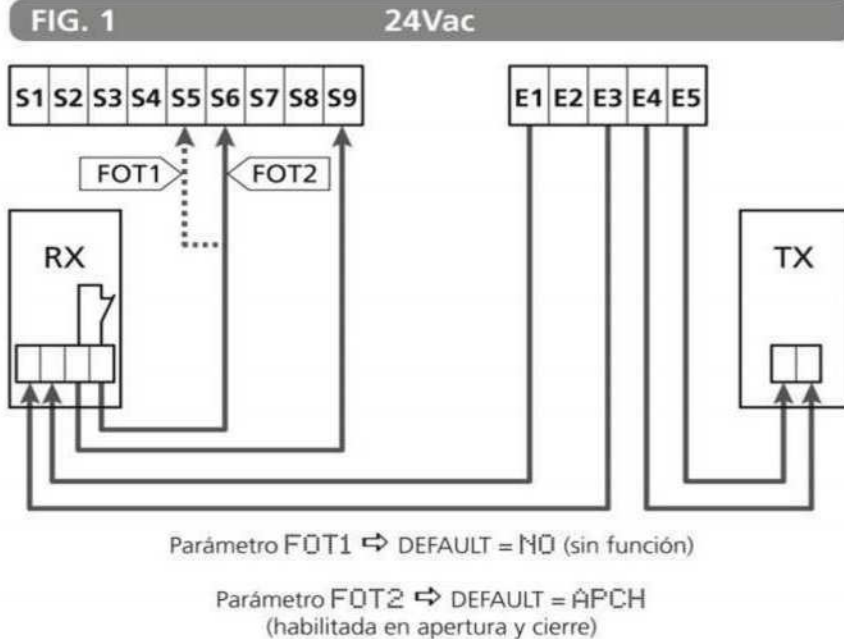 FIG. 1 24Vac
S1 S2 S3 S4 S5 S6 S7 S8 S9 E1 E2 E3 E4 E5
FOT1 FOT2
RX TX
Parámetro FOT1 ⇨ DEFAULT = NO (sin función)
Parámetro FOT2 ⇨ DEFAULT = APCH
(habilitada en apertura y cierre)